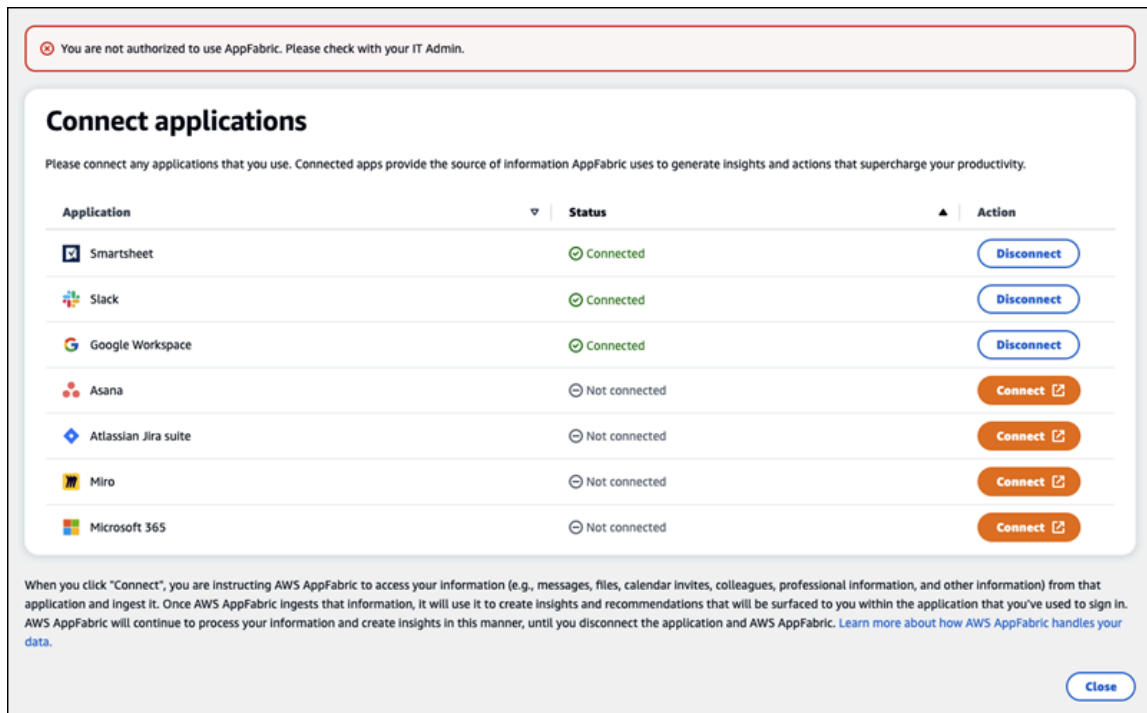 You are not authorized to use AppFabric. Please check with your IT Admin.
Connect applications
Please connect any applications that you use. Connected apps provide the source of information AppFabric uses to generate insights and actions that supercharge your productivity.
Application Status Action
Smartsheet Connected Disconnect
Slack Connected Disconnect
Google Workspace Connected Disconnect
Asana Not connected Connect
Atlassian Jira suite Not connected Connect
Miro Not connected Connect
Microsoft 365 Not connected Connect
When you click "Connect", you are instructing AWS AppFabric to access your information (e.g., messages, files, calendar invites, colleagues, professional information, and other information) from that
application and ingest it. Once AWS AppFabric ingests that information, it will use it to create insights and recommendations that will be surfaced to you within the application that you've used to sign in.
AWS AppFabric will continue to process your information and create insights in this manner, until you disconnect the application and AWS AppFabric. Learn more about how AWS AppFabric handles your
data.
Close